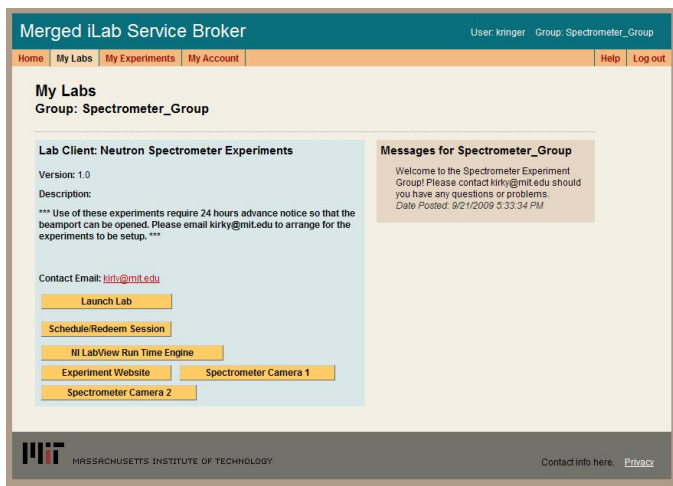 Merged iLab Service Broker
User: kringer Group: Spectrometer_Group
Home My Labs My Experiments My Account Help Log out
My Labs
Group: Spectrometer_Group
Lab Client: Neutron Spectrometer Experiments
Version: 1.0
Description:
*** Use of these experiments require 24 hours advance notice so that the
beamport can be opened. Please email kirky@mit.edu to arrange for the
experiments to be setup. ***
Contact Email: kirly@mit.edu
Launch Lab
Schedule/Redeem Session
NI LabView Run Time Engine
Experiment Website Spectrometer Camera 1
Spectrometer Camera 2
Messages for Spectrometer_Group
Welcome to the Spectrometer Experiment
Group! Please contact kirky@mit.edu should
you have any questions or problems.
Date Posted: 9/21/2009 5:33:34 PM
MIT MASSACHUSETTS INSTITUTE OF TECHNOLOGY
Contact info here. Privacy